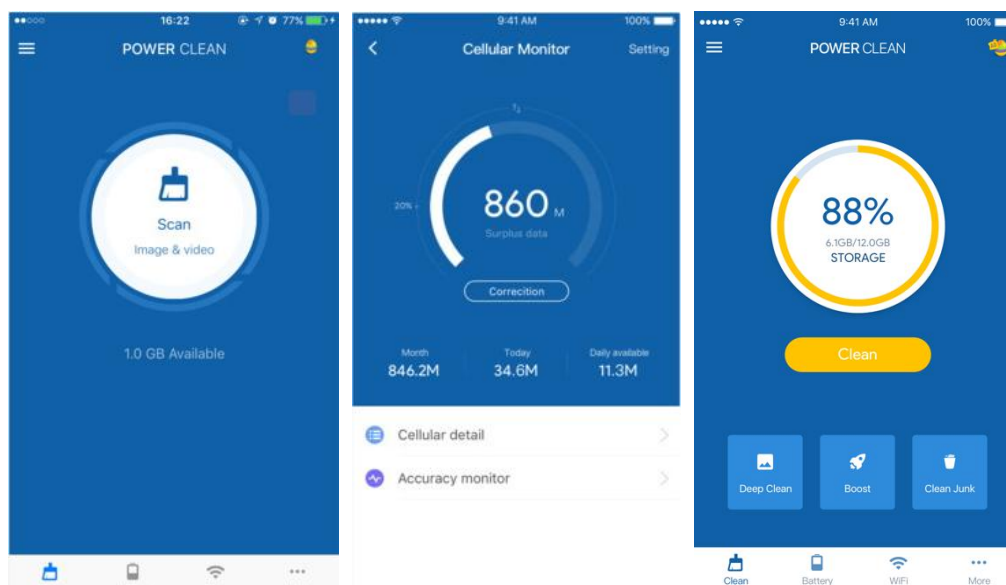 16:22
77%
POWER CLEAN
Scan
Image & video
1.0 GB Available
9:41 AM
100%
Cellular Monitor
Setting
20%
860 M
Surplus data
Correcition
Month
Today
Daily available
846.2M
34.6M
11.3M
Cellular detail
Accuracy monitor
9:41 AM
100%
POWER CLEAN
88%
6.1GB/12.0GB
STORAGE
Clean
Deep Clean
Boost
Clean Junk
Clean
Battery
WiFi
More